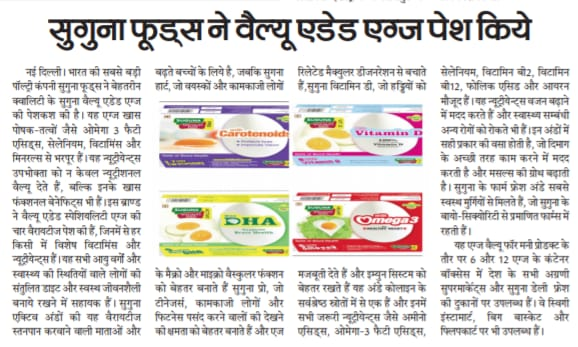 सुगुना फूड्स ने वैल्यू एडेड एग्ज पेश किये
नई दिल्ली। भारत की सबसे बड़ी
पॉल्ट्री कंपनी सुगुना फूड्स ने बेहतरीन
क्वालिटी के सुगुना वैल्यू एडेड एग्ज
की पेशकश की है। यह एग्ज खास
पोषक-तत्वों जैसे ओमेगा 3 फैटी
एसिड्स, सेलेनियम, विटामिंस और
मिनरल्स से भरपूर हैं। यह न्यूट्रीयेन्ट्स
उपभोक्ता को न केवल न्यूट्रीशनल
वैल्यू देते हैं, बल्कि इनके खास
फंक्शनल बेनेफिट्स भी हैं। इस ब्राण्ड
ने वैल्यू एडेड स्पेशियलिटी एग्ज की
चार वैरायटीज पेश की हैं, जिनमें से हर
किसी में विशेष विटामिंस और
न्यूट्रीयेन्ट्स हैं। यह सभी आयु वर्गों और
स्वास्थ्य की स्थितियों वाले लोगों को
संतुलित डाइट और स्वस्थ जीवनशैली
बनाये रखने में सहायक हैं। सुगुना
एक्टिव अंडों को यह वैरायटीज
स्तनपान करवाने वाली माताओं और
बढ़ते बच्चों के लिये है, जबकि सुगना
हार्ट, जो वयस्कों और कामकाजी लोगों
SUGUNA
with
Carotenoids
SUGUNA
Vitamin D
SUGUNA
DHA
SUGUNA
with
Omega3
के मैक्रो और माइक्रो वैस्कुलर फंक्शन
को बेहतर बनाते हैं सुगुना प्रो, जो
टीनेजर्स, कामकाजी लोगों और
फिटनेस पसंद करने वालों की देखने
की क्षमता को बेहतर बनाते हैं और एज
रिलेटेड मैक्युलर डीजनरेशन से बचाते
हैं,सुगुना विटामिन डी, जो हड्डियों को
मजबूती देते हैं और इम्युन सिस्टम को
बेहतर रखते हैं यह अंडे कोलाइन के
सर्वश्रेष्ठ स्रोतों में से एक हैं और इनमें
सभी जरूरी न्यूट्रीयेन्ट्स जैसे अमीनो
एसिड्स, ओमेगा-3 फैटी एसिड्स,
सेलेनियम, विटामिन बी2, विटामिन
बी12, फोलिक एसिड और आयरन
मौजूद हैं। यह न्यूट्रीयेन्ट्स वजन बढ़ाने
में मदद करते हैं और स्वास्थ्य सम्बंधी
अन्य रोगों को रोकते भी हैं। इन अंडों में
सही प्रकार की वसा होती है, जो दिमाग
के अच्छी तरह काम करने में मदद
करती है और मसल्स की ग्रोथ बढ़ाती
है। सुगुना के फार्म फ्रेश अंडे सबसे
स्वस्थ मुर्गियों से मिलते हैं, जो सुगुना के
बायो-सिक्योरिटी से प्रमाणित फार्म्स में
रहती हैं।
यह एग्ज वैल्यू फॉर मनी प्रोडक्ट के
तौर पर 6 और 12 एग्ज के कंटेनर
बॉक्सेस में देश के सभी अग्रणी
सुपरमार्केट्स और सुगुना डेली फ्रेश
की दुकानों पर उपलब्ध हैं। वे स्विगी
इंस्टामार्ट, बिग बास्केट और
फ्लिपकार्ट पर भी उपलब्ध हैं।